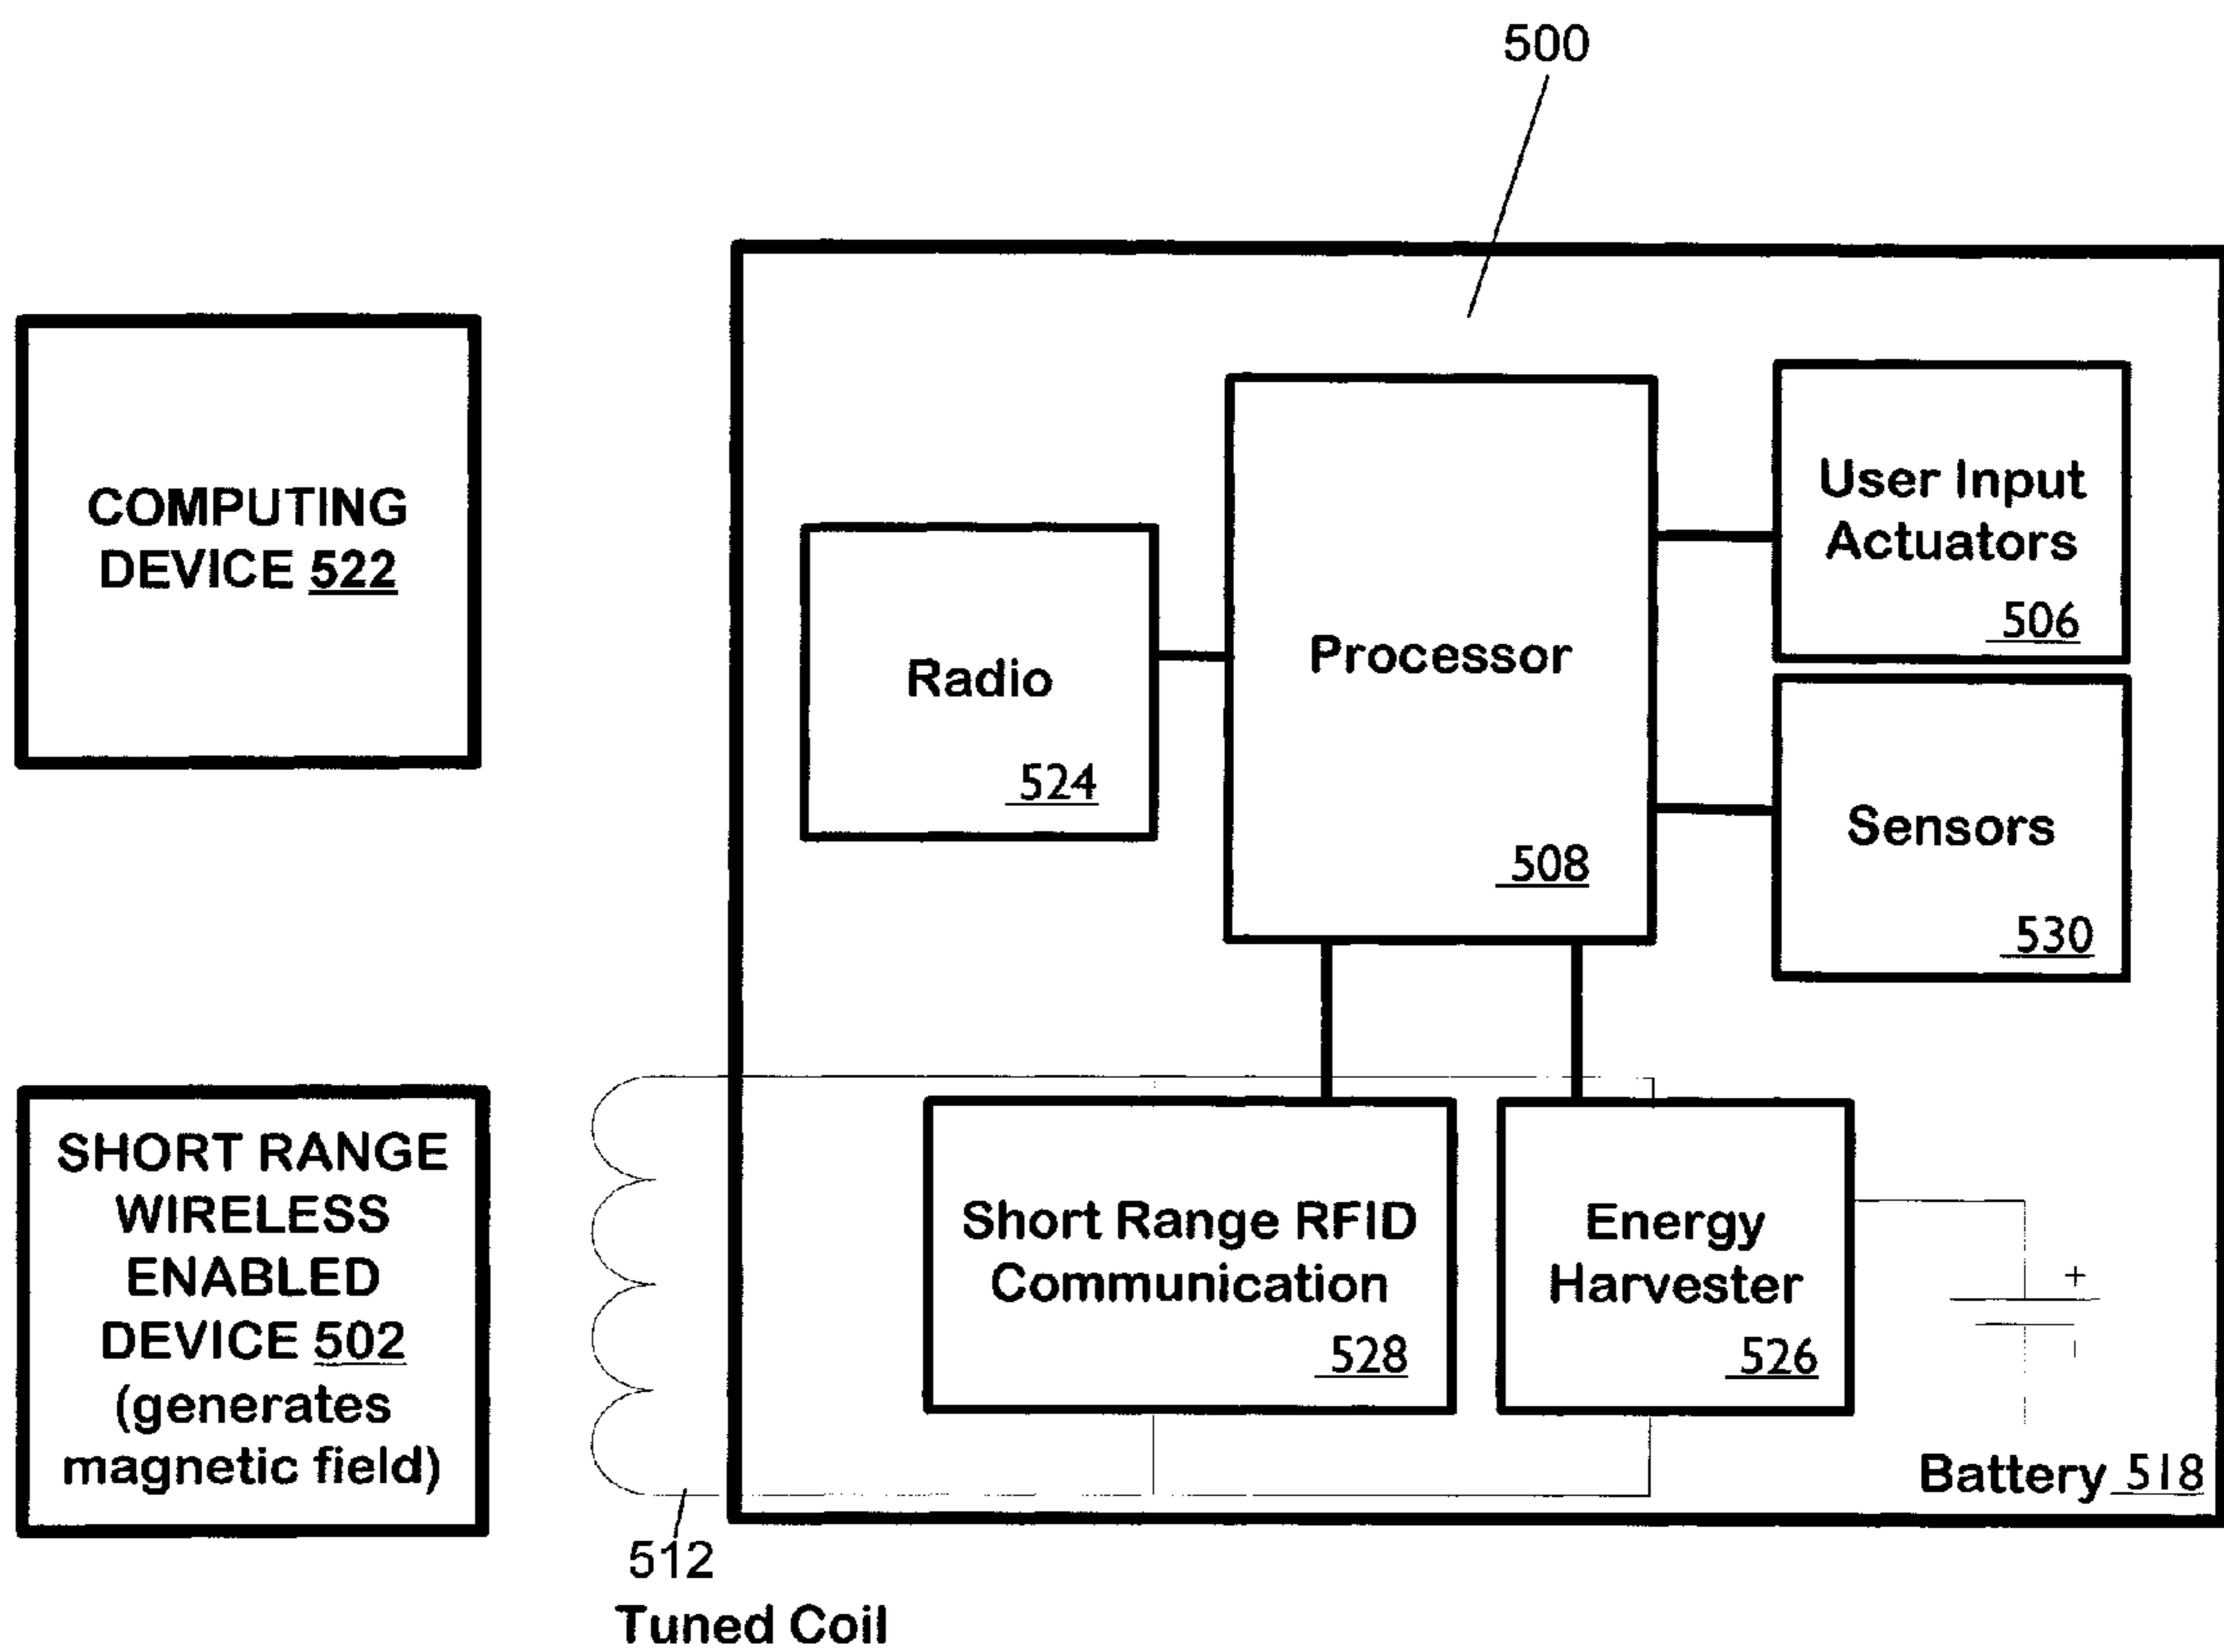 500
COMPUTING
DEVICE 522
Radio
524
Processor
508
User Input
Actuators
506
Sensors
530
SHORT RANGE
WIRELESS
ENABLED
DEVICE 502
(generates
magnetic field)
Short Range RFID
Communication
528
Energy
Harvester
526
+
-
Battery 518
512
Tuned Coil